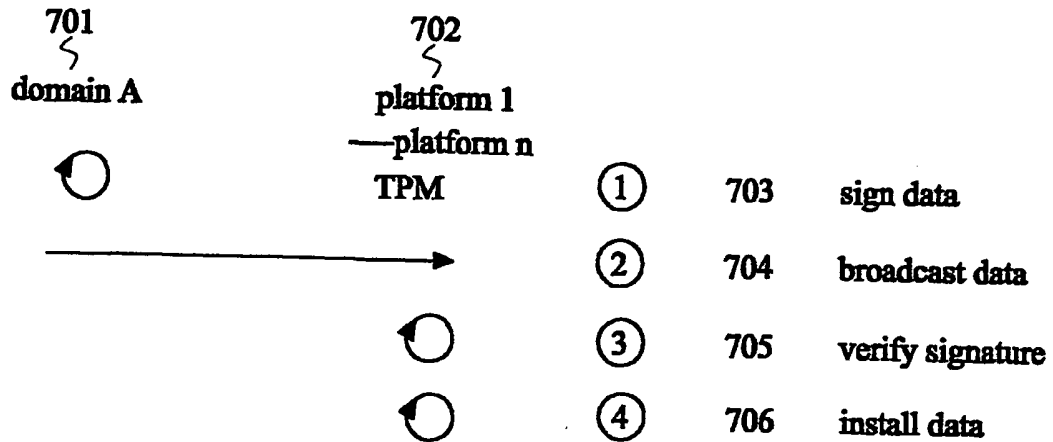 701
702
domain A
platform 1
—platform n
TPM
1 703 sign data
2 704 broadcast data
3 705 verify signature
4 706 install data